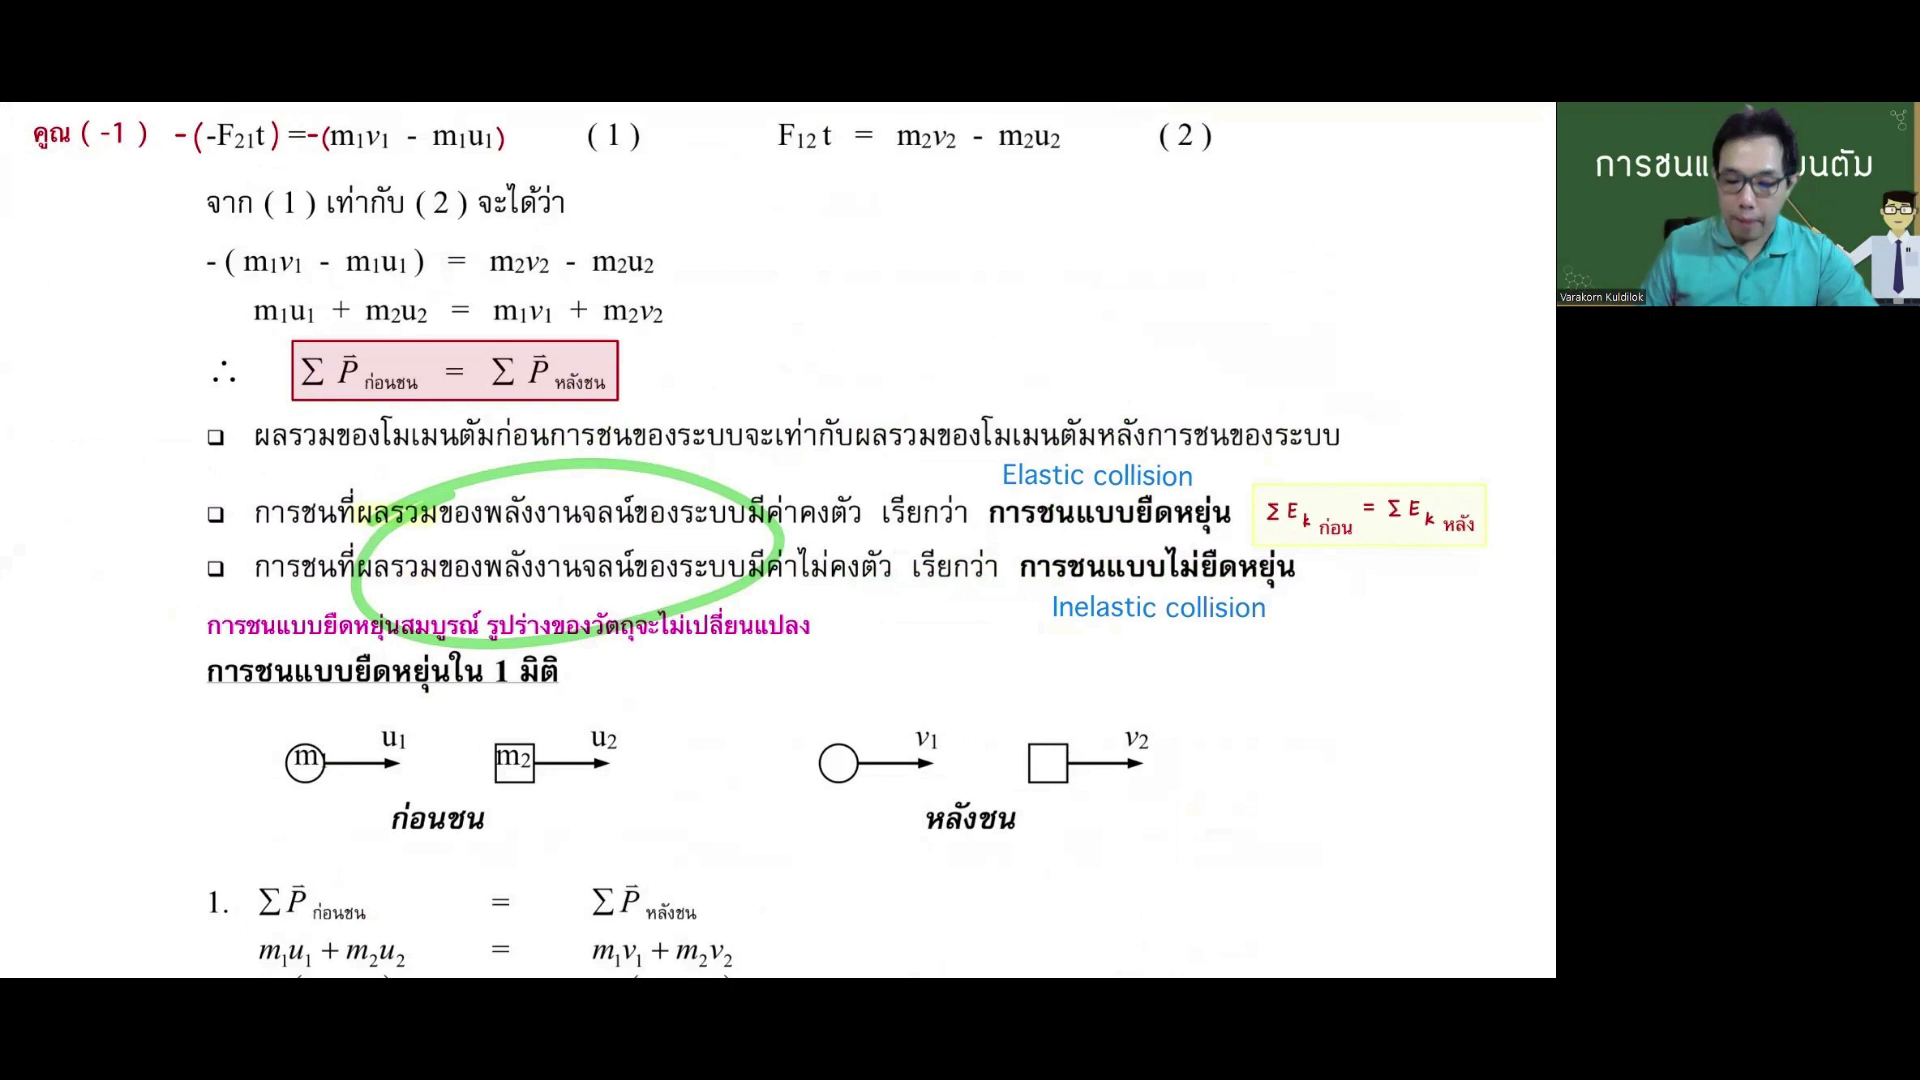 คูณ ( -1 ) -( -F21t ) =-( m1v1 - m1u1 ) ( 1 ) F12 t = m2v2 - m2u2 ( 2 )
จาก ( 1 ) เท่ากับ ( 2 ) จะได้ว่า
- ( m1v1 - m1u1 ) = m2v2 - m2u2
m1u1 + m2u2 = m1v1 + m2v2
∴ ∑ P⃗ ก่อนชน = ∑ P⃗ หลังชน
❑ ผลรวมของโมเมนตัมก่อนการชนของระบบจะเท่ากับผลรวมของโมเมนตัมหลังการชนของระบบ
Elastic collision
❑ การชนที่ผลรวมของพลังงานจลน์ของระบบมีค่าคงตัว เรียกว่า การชนแบบยืดหยุ่น ΣEk ก่อน = ΣEk หลัง
❑ การชนที่ผลรวมของพลังงานจลน์ของระบบมีค่าไม่คงตัว เรียกว่า การชนแบบไม่ยืดหยุ่น
Inelastic collision
การชนแบบยืดหยุ่นสมบูรณ์ รูปร่างของวัตถุจะไม่เปลี่ยนแปลง
การชนแบบยืดหยุ่นใน 1 มิติ
u1 u2 v1 v2
m1 m2
ก่อนชน หลังชน
1. ∑ P⃗ ก่อนชน = ∑ P⃗ หลังชน
m1u1 + m2u2 = m1v1 + m2v2
Varakorn Kuldilok